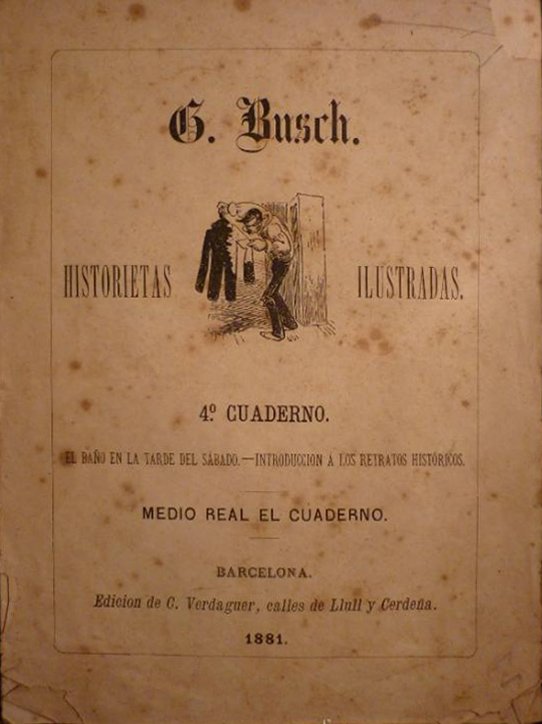 G. Busch.
HISTORIETAS ILUSTRADAS.
4.º CUADERNO.
EL BAÑO EN LA TARDE DEL SÁBADO.—INTRODUCCION Á LOS RETRATOS HISTÓRICOS.
MEDIO REAL EL CUADERNO.
BARCELONA.
Edicion de C. Verdaguer, calles de Llull y Cerdeña.
1881.